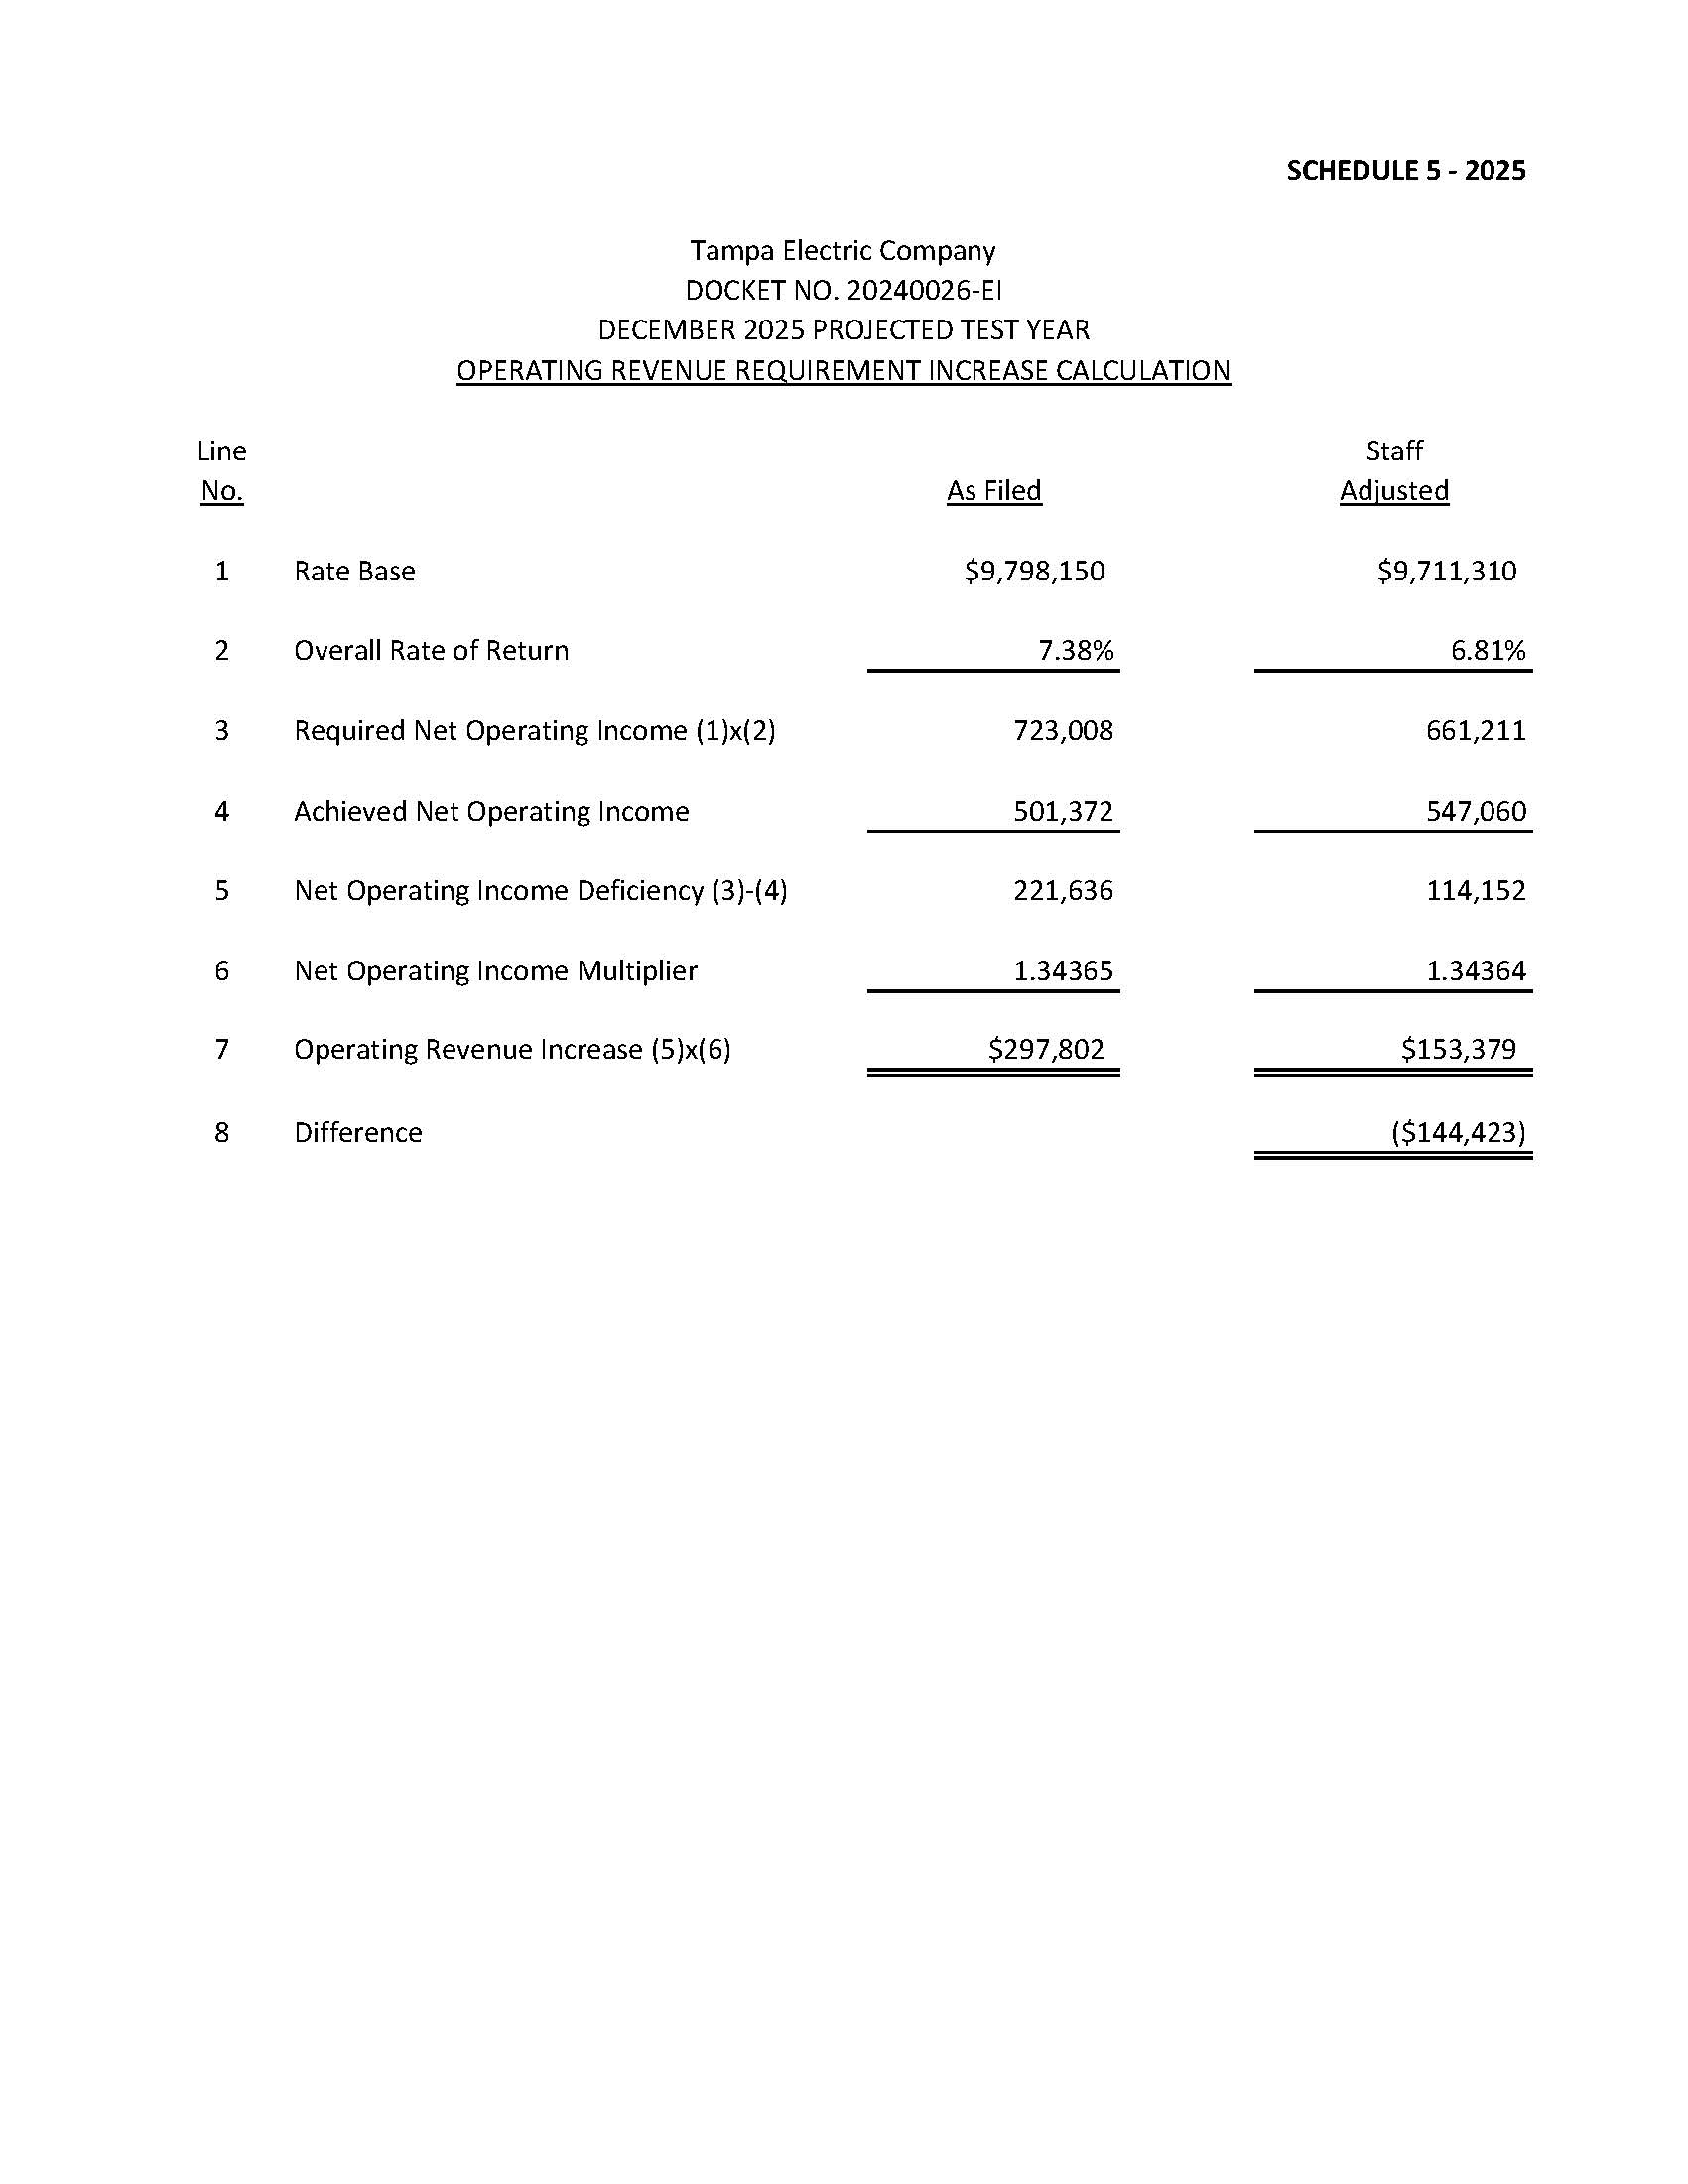 SCHEDULE 5 - 2025
Tampa Electric Company
DOCKET NO. 20240026-EI
DECEMBER 2025 PROJECTED TEST YEAR
OPERATING REVENUE REQUIREMENT INCREASE CALCULATION
Line Staff
No. As Filed Adjusted
1 Rate Base $9,798,150 $9,711,310
2 Overall Rate of Return 7.38% 6.81%
3 Required Net Operating Income (1)x(2) 723,008 661,211
4 Achieved Net Operating Income 501,372 547,060
5 Net Operating Income Deficiency (3)-(4) 221,636 114,152
6 Net Operating Income Multiplier 1.34365 1.34364
7 Operating Revenue Increase (5)x(6) $297,802 $153,379
8 Difference ($144,423)